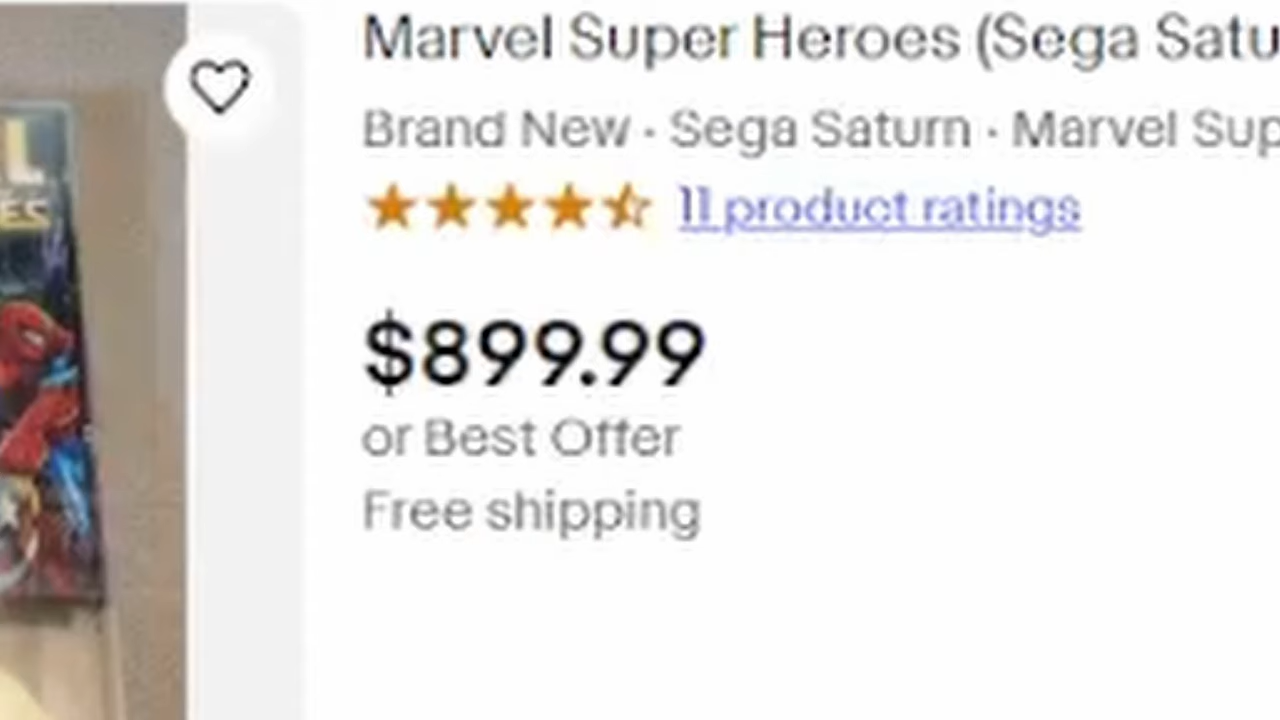 Marvel Super Heroes (Sega Satu
Brand New · Sega Saturn · Marvel Sup
11 product ratings
$899.99
or Best Offer
Free shipping
L
ES